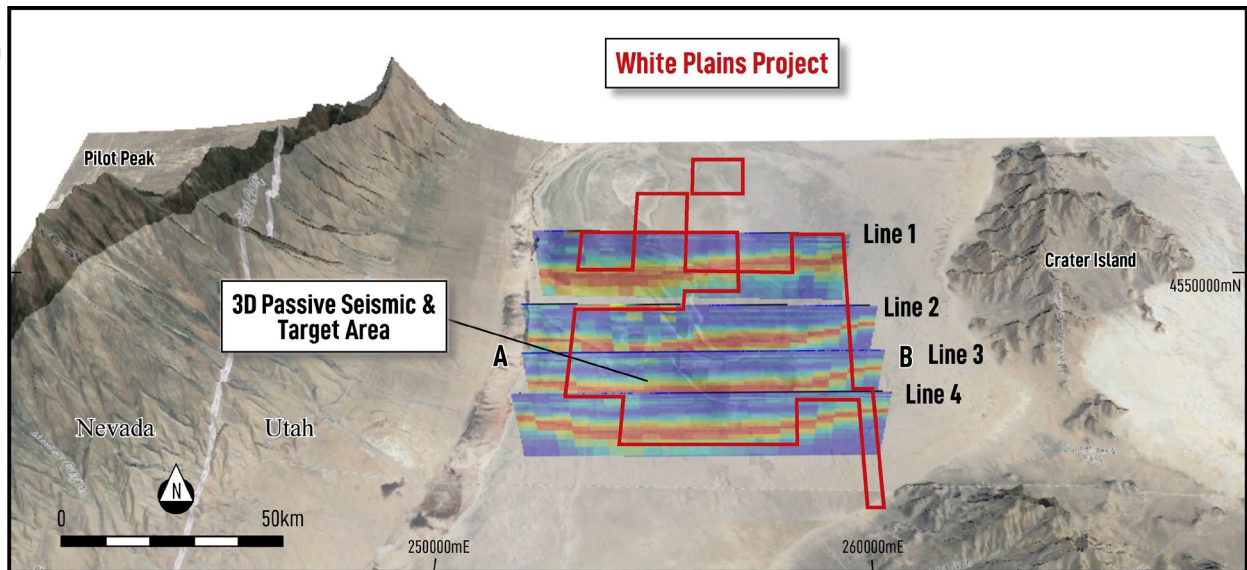 White Plains Project
Pilot Peak
Line 1
Crater Island
4550000mN
3D Passive Seismic &
Target Area
Line 2
A
B
Line 3
Line 4
Nevada
Utah
N
0
50km
250000mE
260000mE